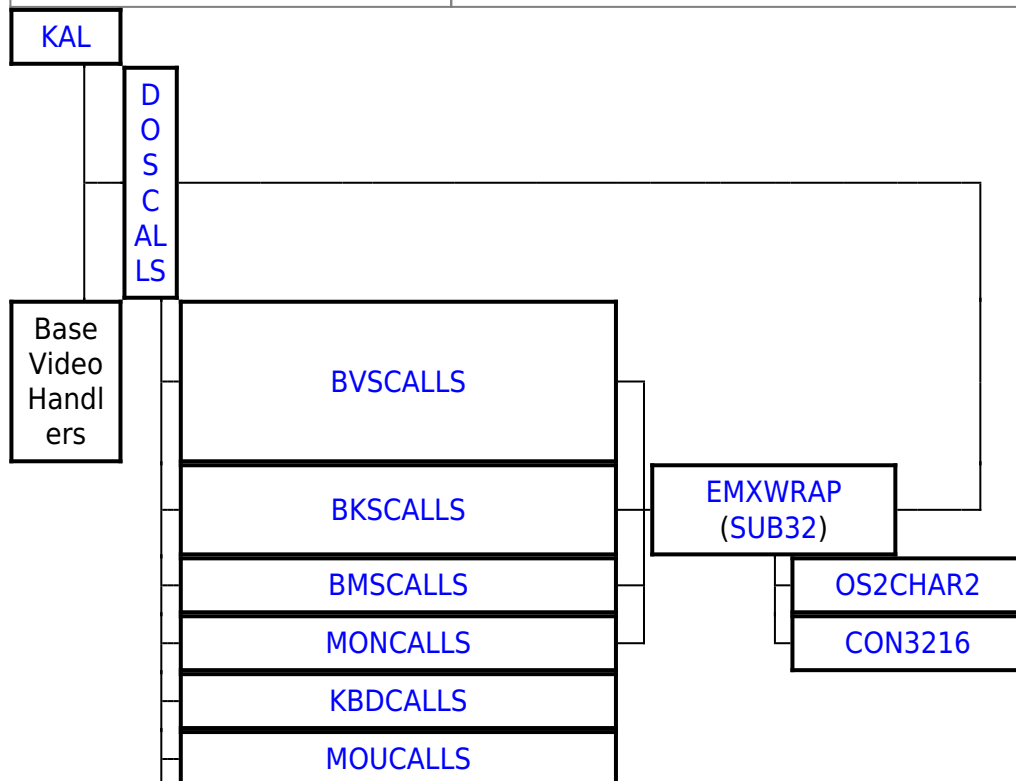 KAL
D
O
S
C
AL
LS
Base
Video
Handl
ers
BVSCALLS
BKSCALLS
EMXWRAP
(SUB32)
BMSCALLS
OS2CHAR2
MONCALLS
CON3216
KBDCALLS
MOUCALLS